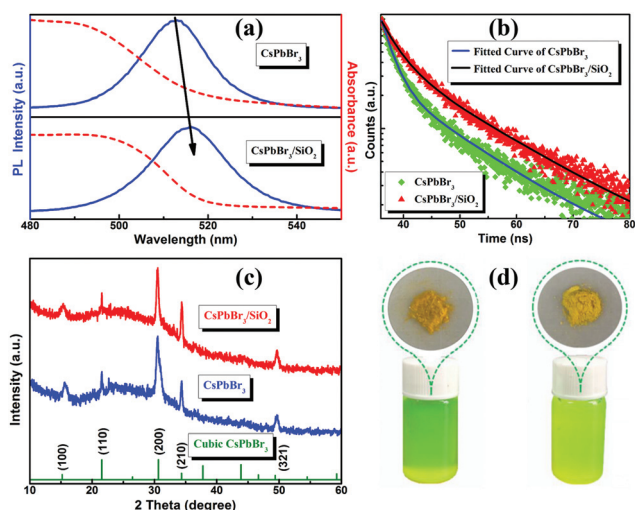 (a)
CsPbBr3
CsPbBr3/SiO2
PL Intensity (a.u.)
Absorbance (a.u.)
480 500 520 540
Wavelength (nm)
(b)
Fitted Curve of CsPbBr3
Fitted Curve of CsPbBr3/SiO2
CsPbBr3
CsPbBr3/SiO2
Counts (a.u.)
40 50 60 70 80
Time (ns)
(c)
CsPbBr3/SiO2
CsPbBr3
Cubic CsPbBr3
(100) (110) (200) (210) (321)
Intensity (a.u.)
10 20 30 40 50 60
2 Theta (degree)
(d)